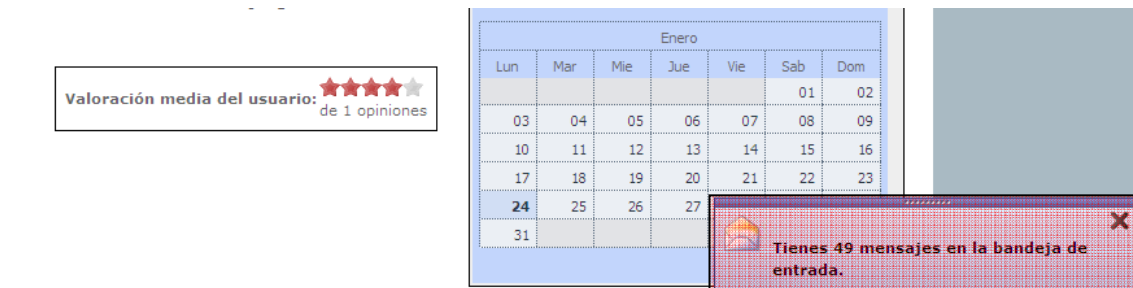 Valoración media del usuario:
de 1 opiniones
Enero
Lun Mar Mie Jue Vie Sab Dom
01 02
03 04 05 06 07 08 09
10 11 12 13 14 15 16
17 18 19 20 21 22 23
24 25 26 27
31
Tienes 49 mensajes en la bandeja de
entrada.